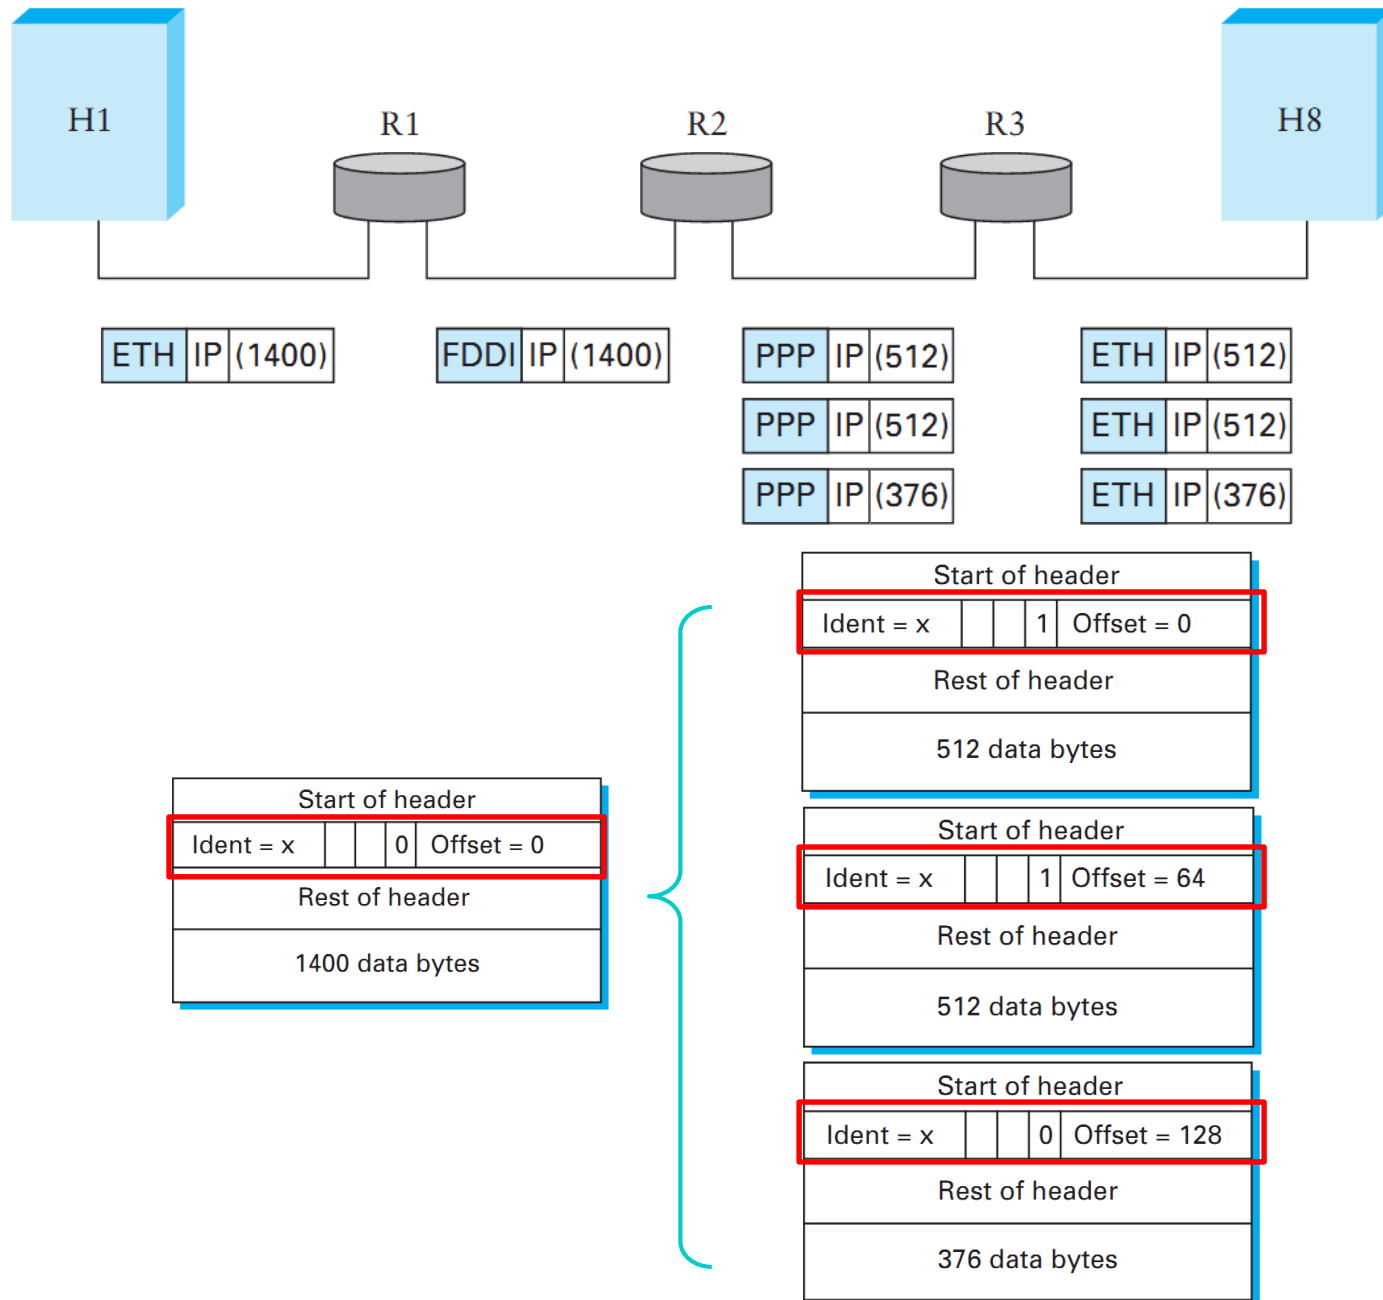 H1
R1
R2
R3
H8
ETH IP (1400)
FDDI IP (1400)
PPP IP (512)
ETH IP (512)
PPP IP (512)
ETH IP (512)
PPP IP (376)
ETH IP (376)
Start of header
Ident = x 1 Offset = 0
Rest of header
512 data bytes
Start of header
Ident = x 0 Offset = 0
Rest of header
1400 data bytes
Start of header
Ident = x 1 Offset = 64
Rest of header
512 data bytes
Start of header
Ident = x 0 Offset = 128
Rest of header
376 data bytes